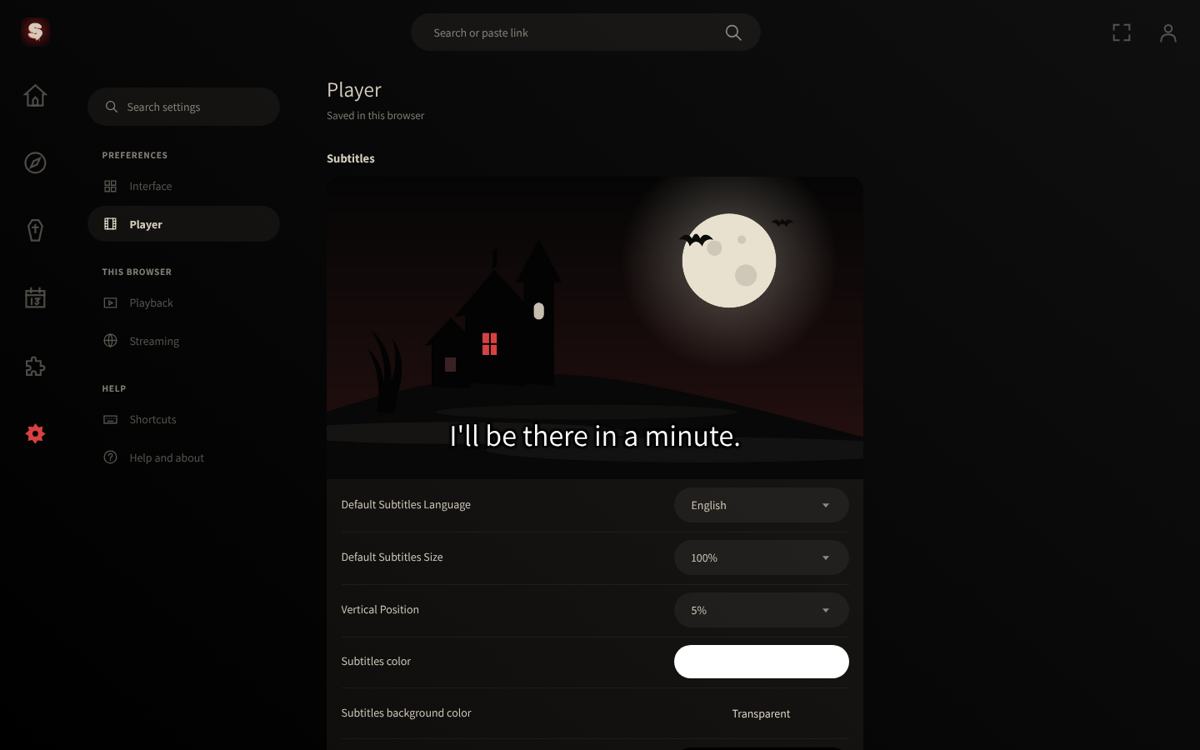 S
Search or paste link
Search settings
PREFERENCES
Interface
Player
THIS BROWSER
Playback
Streaming
HELP
Shortcuts
Help and about
13
Player
Saved in this browser
Subtitles
I'll be there in a minute.
Default Subtitles Language
English
Default Subtitles Size
100%
Vertical Position
5%
Subtitles color
Subtitles background color
Transparent